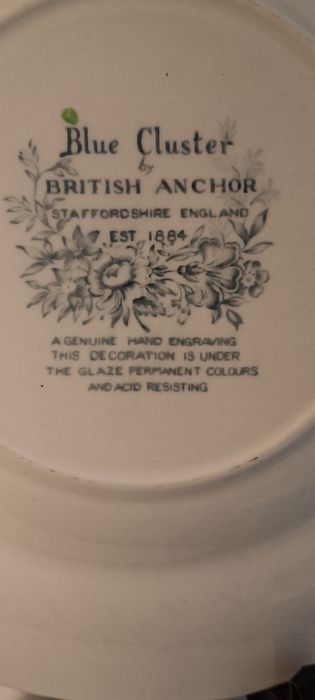 Blue Cluster
by
BRITISH ANCHOR
STAFFORDSHIRE ENGLAND
EST 1884
A GENUINE HAND ENGRAVING
THIS DECORATION IS UNDER
THE GLAZE PERMANENT COLOURS
AND ACID RESISTING